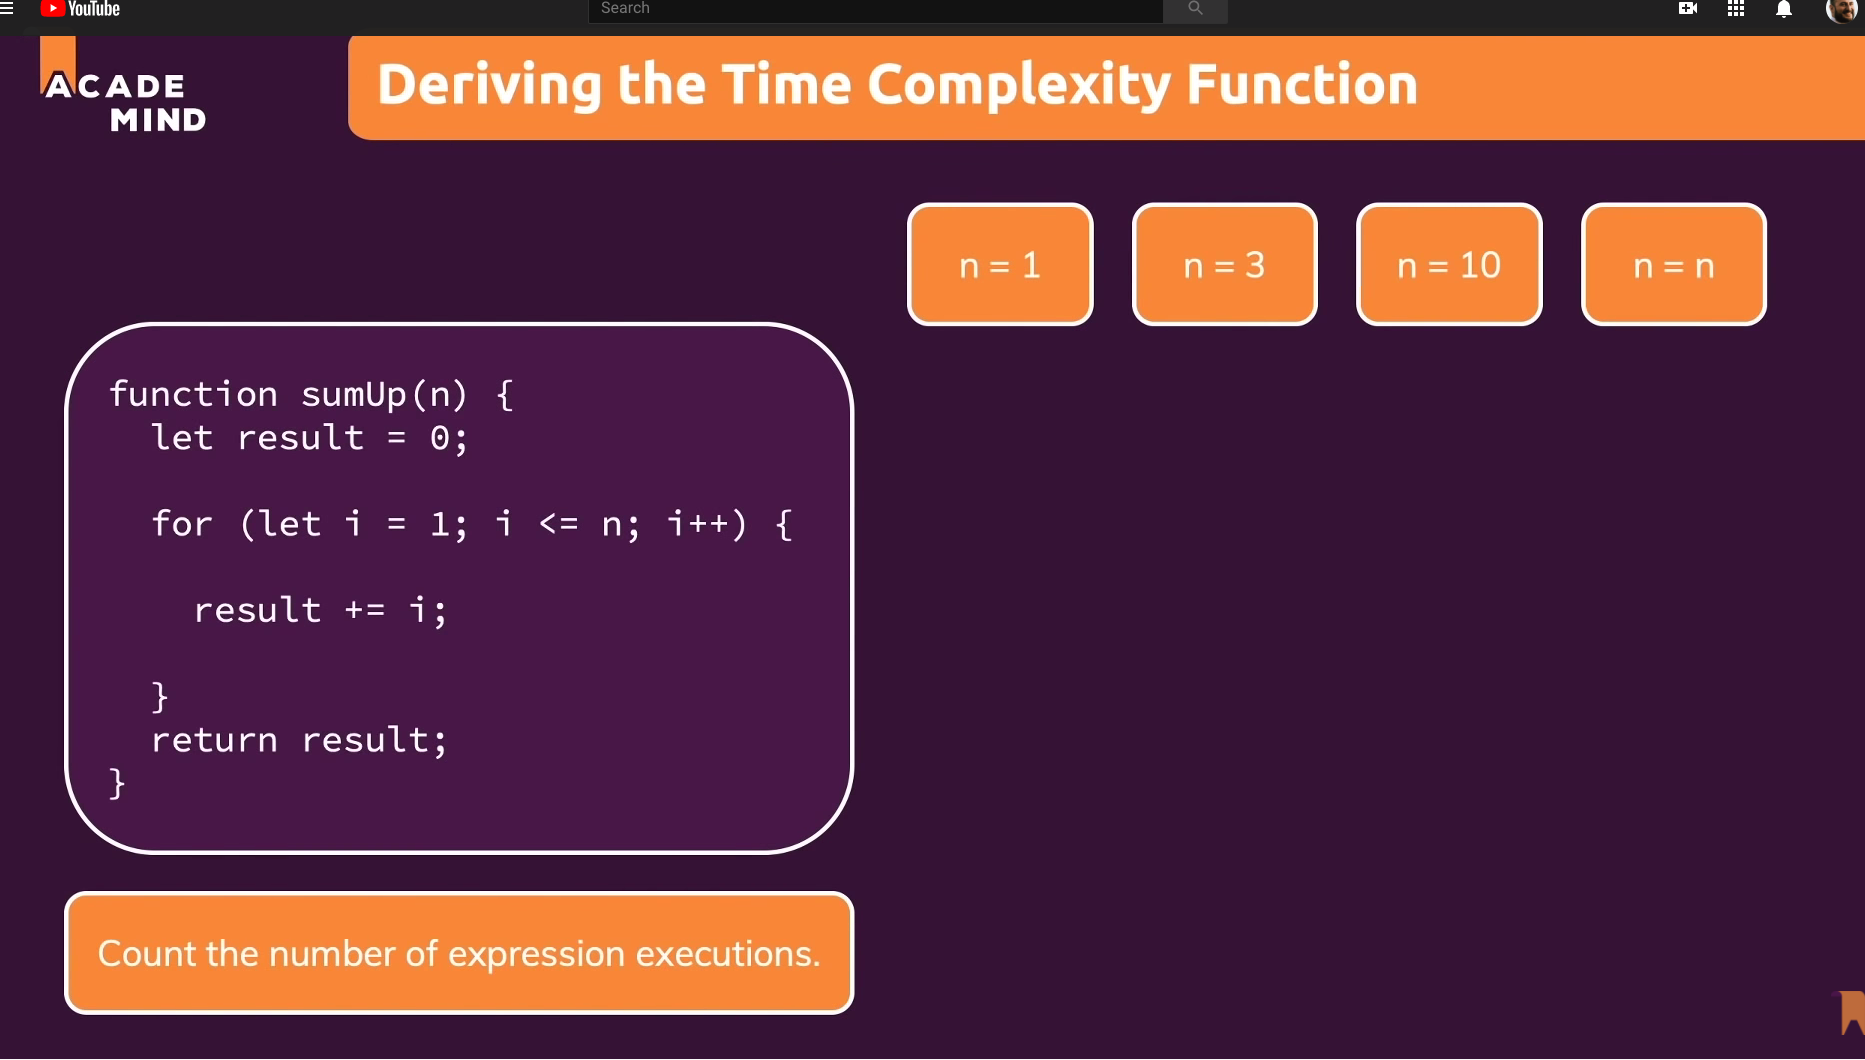 YouTube
Search
ACADE
MIND
Deriving the Time Complexity Function
n = 1
n = 3
n = 10
n = n
function sumUp(n) {
let result = 0;
for (let i = 1; i <= n; i++) {
result += i;
}
return result;
}
Count the number of expression executions.